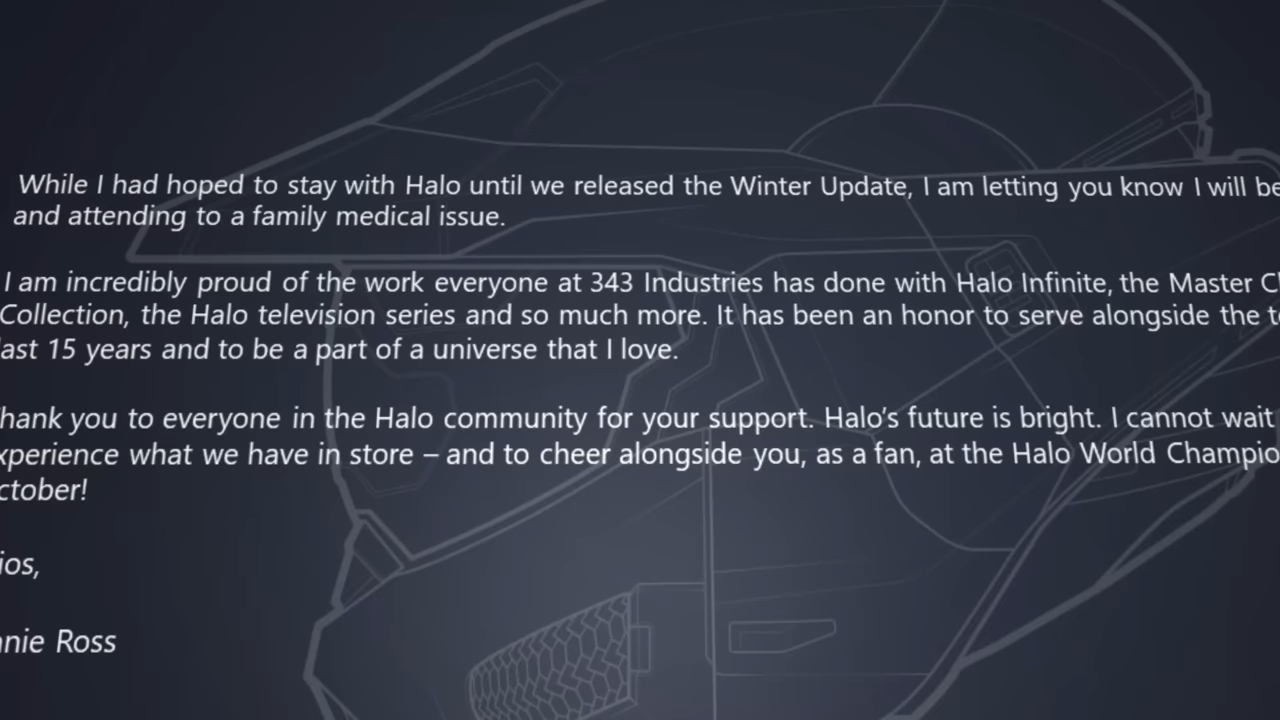 While I had hoped to stay with Halo until we released the Winter Update, I am letting you know I will be
and attending to a family medical issue.
I am incredibly proud of the work everyone at 343 Industries has done with Halo Infinite, the Master C
Collection, the Halo television series and so much more. It has been an honor to serve alongside the t
last 15 years and to be a part of a universe that I love.
hank you to everyone in the Halo community for your support. Halo's future is bright. I cannot wait
xperience what we have in store – and to cheer alongside you, as a fan, at the Halo World Champio
ctober!
ios,
nie Ross